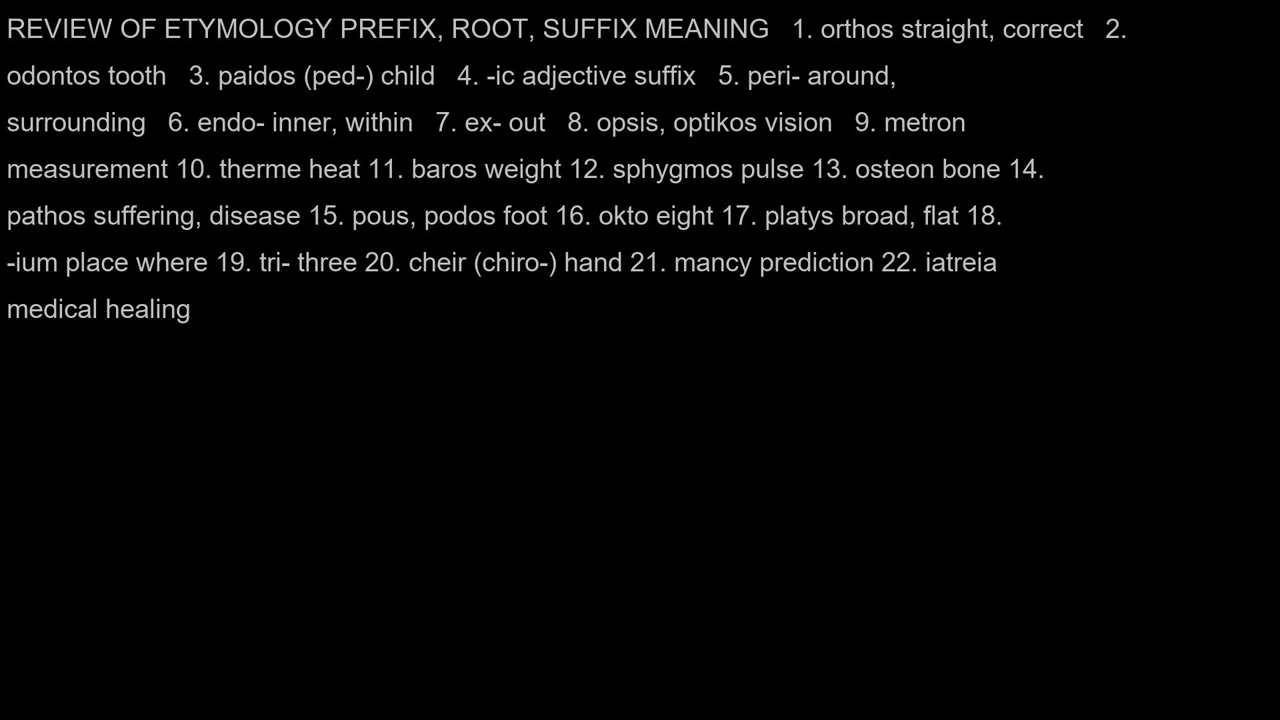 REVIEW OF ETYMOLOGY PREFIX, ROOT, SUFFIX MEANING   1. orthos straight, correct   2.
odontos tooth   3. paidos (ped-) child   4. -ic adjective suffix   5. peri- around,
surrounding   6. endo- inner, within   7. ex- out   8. opsis, optikos vision   9. metron
measurement 10. therme heat 11. baros weight 12. sphygmos pulse 13. osteon bone 14.
pathos suffering, disease 15. pous, podos foot 16. okto eight 17. platys broad, flat 18.
-ium place where 19. tri- three 20. cheir (chiro-) hand 21. mancy prediction 22. iatreia
medical healing